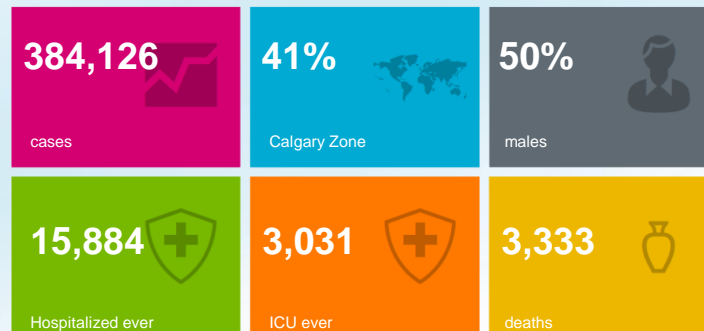 384,126
cases
41%
Calgary Zone
50%
males
15,884
Hospitalized ever
3,031
ICU ever
3,333
deaths